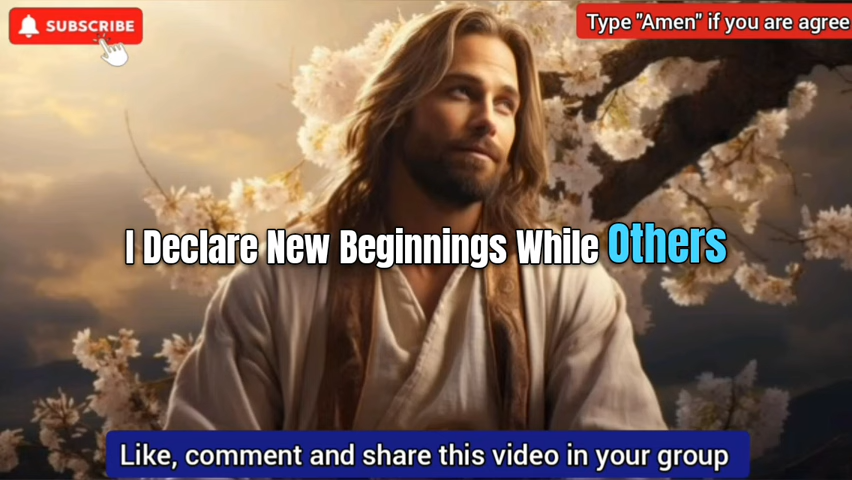 SUBSCRIBE
Type "Amen" if you are agree
I Declare New Beginnings While Others
Like, comment and share this video in your group